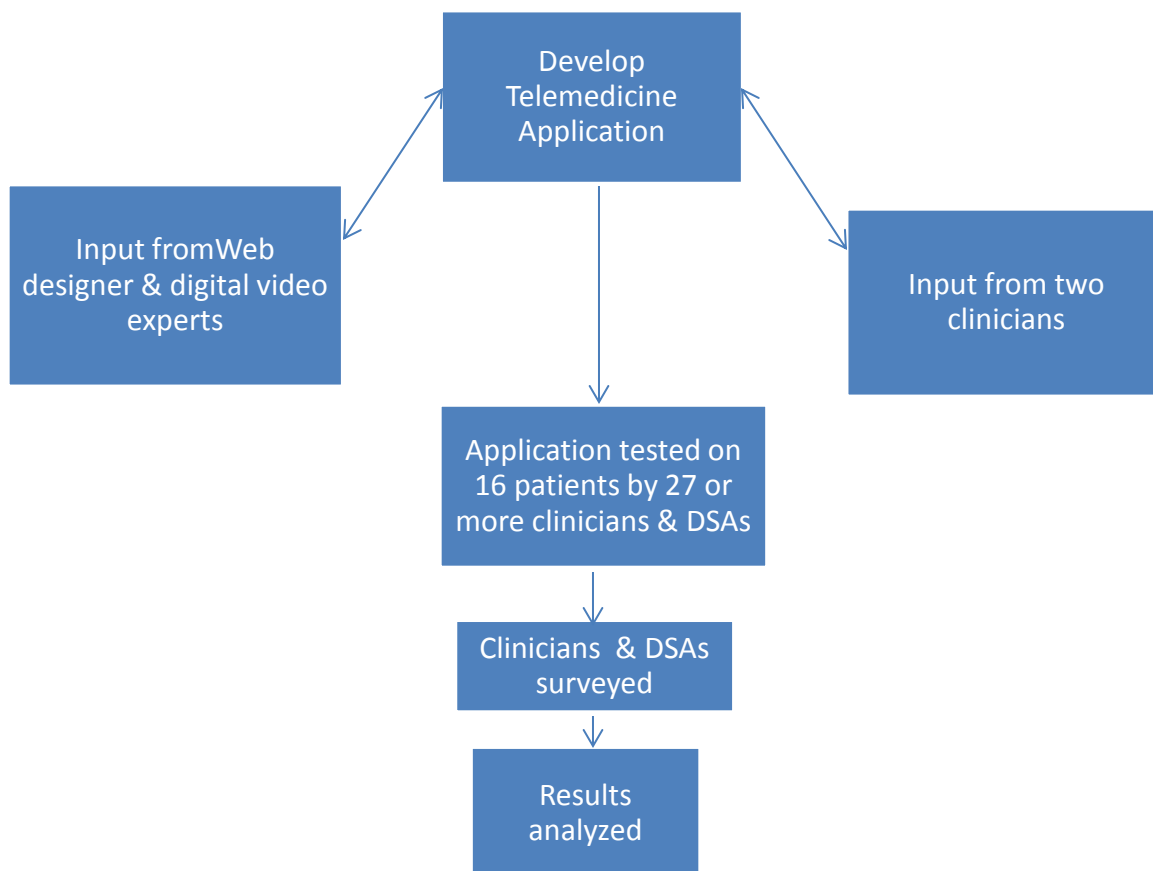 Develop
Telemedicine
Application
Input fromWeb
designer & digital video
experts
Input from two
clinicians
Application tested on
16 patients by 27 or
more clinicians & DSAs
Clinicians & DSAs
surveyed
Results
analyzed